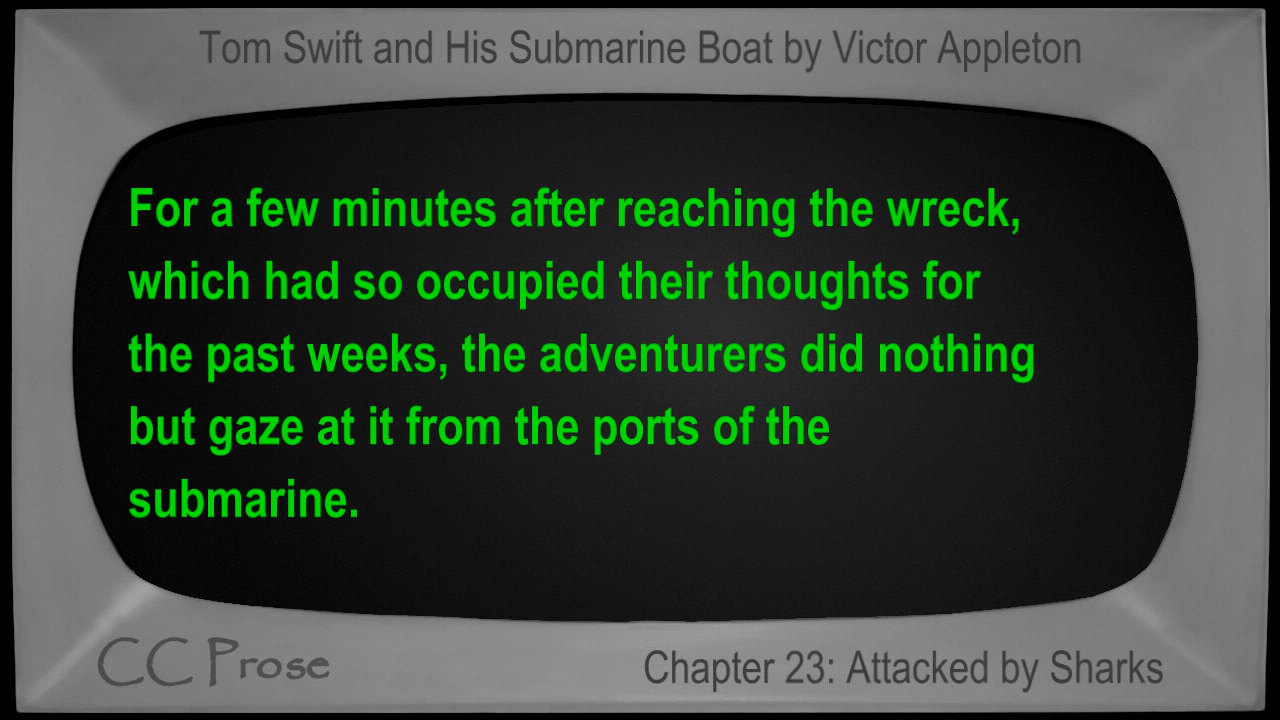 Tom Swift and His Submarine Boat by Victor Appleton
For a few minutes after reaching the wreck,
which had so occupied their thoughts for
the past weeks, the adventurers did nothing
but gaze at it from the ports of the
submarine.
CC Prose
Chapter 23: Attacked by Sharks